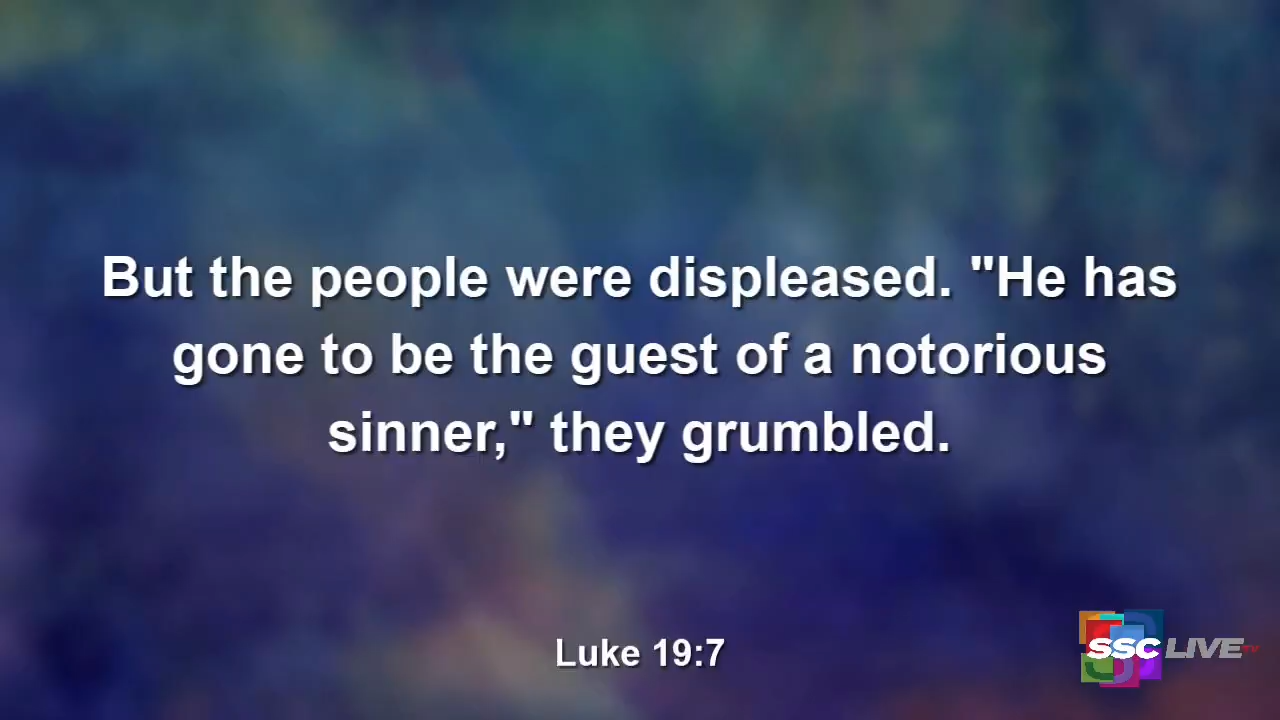 But the people were displeased. "He has
gone to be the guest of a notorious
sinner," they grumbled.
Luke 19:7
SSC LIVE TV